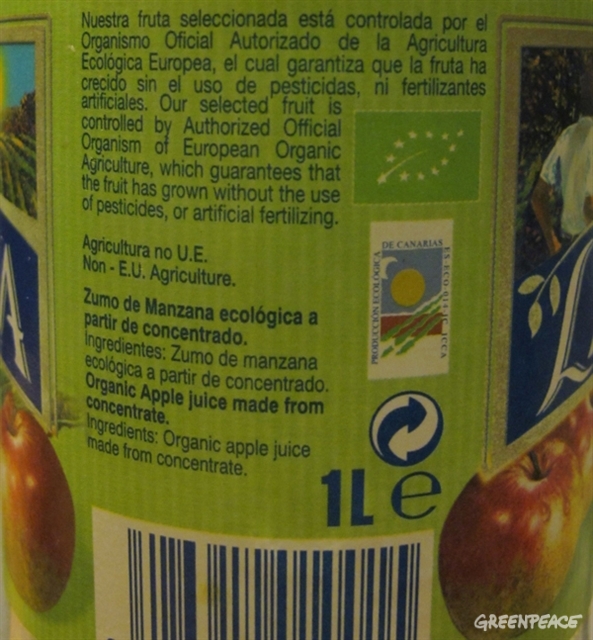 Nuestra fruta seleccionada está controlada por el
Organismo Oficial Autorizado de la Agricultura
Ecológica Europea, el cual garantiza que la fruta ha
crecido sin el uso de pesticidas, ni fertilizantes
artificiales. Our selected fruit is
controlled by Authorized Official
Organism of European Organic
Agriculture, which guarantees that
the fruit has grown without the use
of pesticides, or artificial fertilizing.
Agricultura no U.E.
Non - E.U. Agriculture.
Zumo de Manzana ecológica a
partir de concentrado.
Ingredientes: Zumo de manzana
ecológica a partir de concentrado.
Organic Apple juice made from
concentrate.
Ingredients: Organic apple juice
made from concentrate.
PRODUCCIÓN ECOLÓGICA
DE CANARIAS
1L e
A
L
GREENPEACE